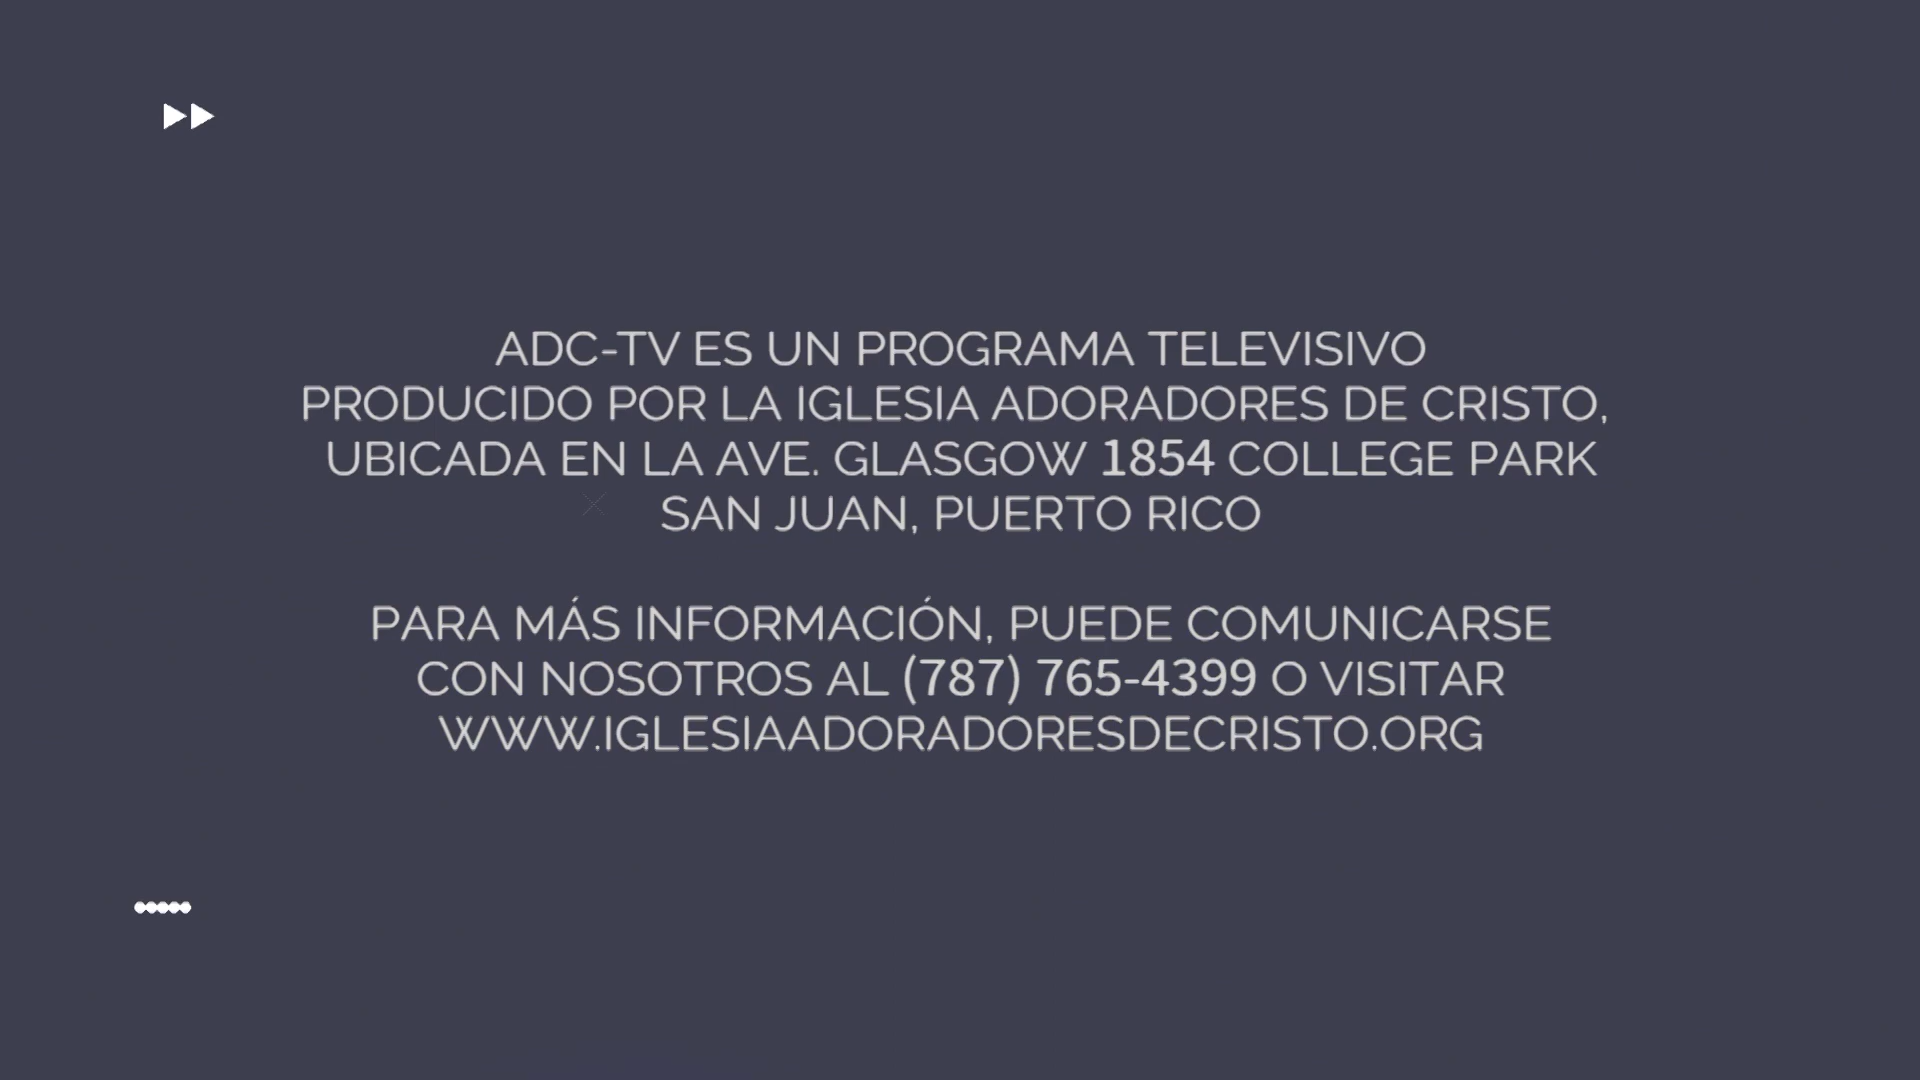 ADC-TV ES UN PROGRAMA TELEVISIVO
PRODUCIDO POR LA IGLESIA ADORADORES DE CRISTO,
UBICADA EN LA AVE. GLASGOW 1854 COLLEGE PARK
SAN JUAN, PUERTO RICO
PARA MÁS INFORMACIÓN, PUEDE COMUNICARSE
CON NOSOTROS AL (787) 765-4399 O VISITAR
WWW.IGLESIAADORADORESDECRISTO.ORG